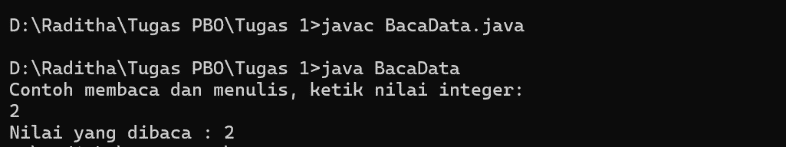 D:\Raditha\Tugas PBO\Tugas 1>javac BacaData.java
D:\Raditha\Tugas PBO\Tugas 1>java BacaData
Contoh membaca dan menulis, ketik nilai integer:
2
Nilai yang dibaca : 2